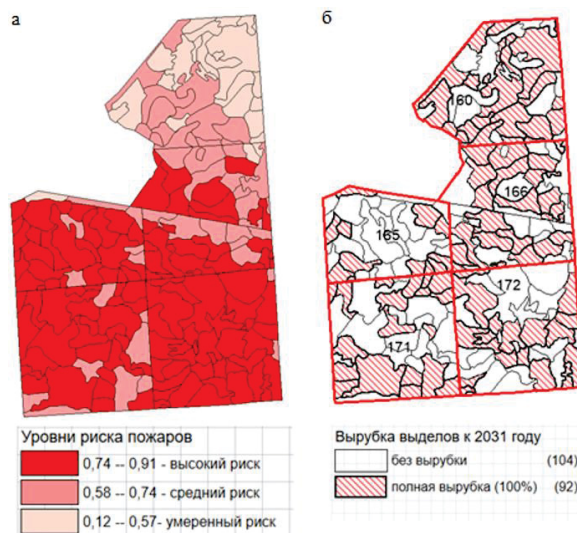 а
б
160
166
165
172
171
Уровни риска пожаров
0,74 -- 0,91 - высокий риск
0,58 -- 0,74 - средний риск
0,12 -- 0,57- умеренный риск
Вырубка выделов к 2031 году
без вырубки (104)
полная вырубка (100%) (92)